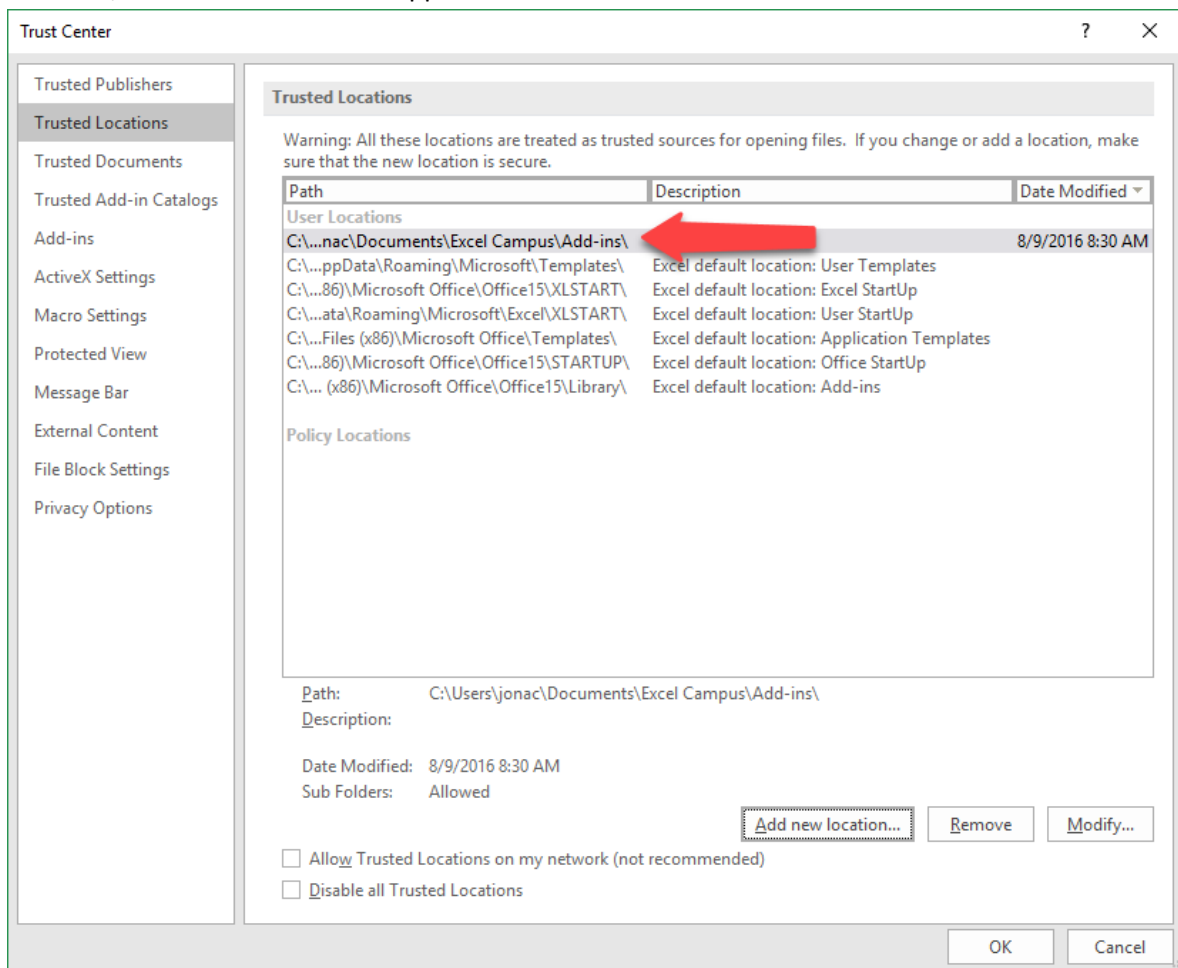 Trust Center ?
Trusted Publishers
Trusted Locations
Trusted Documents
Trusted Add-in Catalogs
Add-ins
ActiveX Settings
Macro Settings
Protected View
Message Bar
External Content
File Block Settings
Privacy Options
Trusted Locations
Warning: All these locations are treated as trusted sources for opening files. If you change or add a location, make
sure that the new location is secure.
Path Description Date Modified
User Locations
C:\...nac\Documents\Excel Campus\Add-ins\ 8/9/2016 8:30 AM
C:\...ppData\Roaming\Microsoft\Templates\ Excel default location: User Templates
C:\...86)\Microsoft Office\Office15\XLSTART\ Excel default location: Excel StartUp
C:\...ata\Roaming\Microsoft\Excel\XLSTART\ Excel default location: User StartUp
C:\...Files (x86)\Microsoft Office\Templates\ Excel default location: Application Templates
C:\...86)\Microsoft Office\Office15\STARTUP\ Excel default location: Office StartUp
C:\... (x86)\Microsoft Office\Office15\Library\ Excel default location: Add-ins
Policy Locations
Path: C:\Users\jonac\Documents\Excel Campus\Add-ins\
Description:
Date Modified: 8/9/2016 8:30 AM
Sub Folders: Allowed
Add new location... Remove Modify...
Allow Trusted Locations on my network (not recommended)
Disable all Trusted Locations
OK Cancel